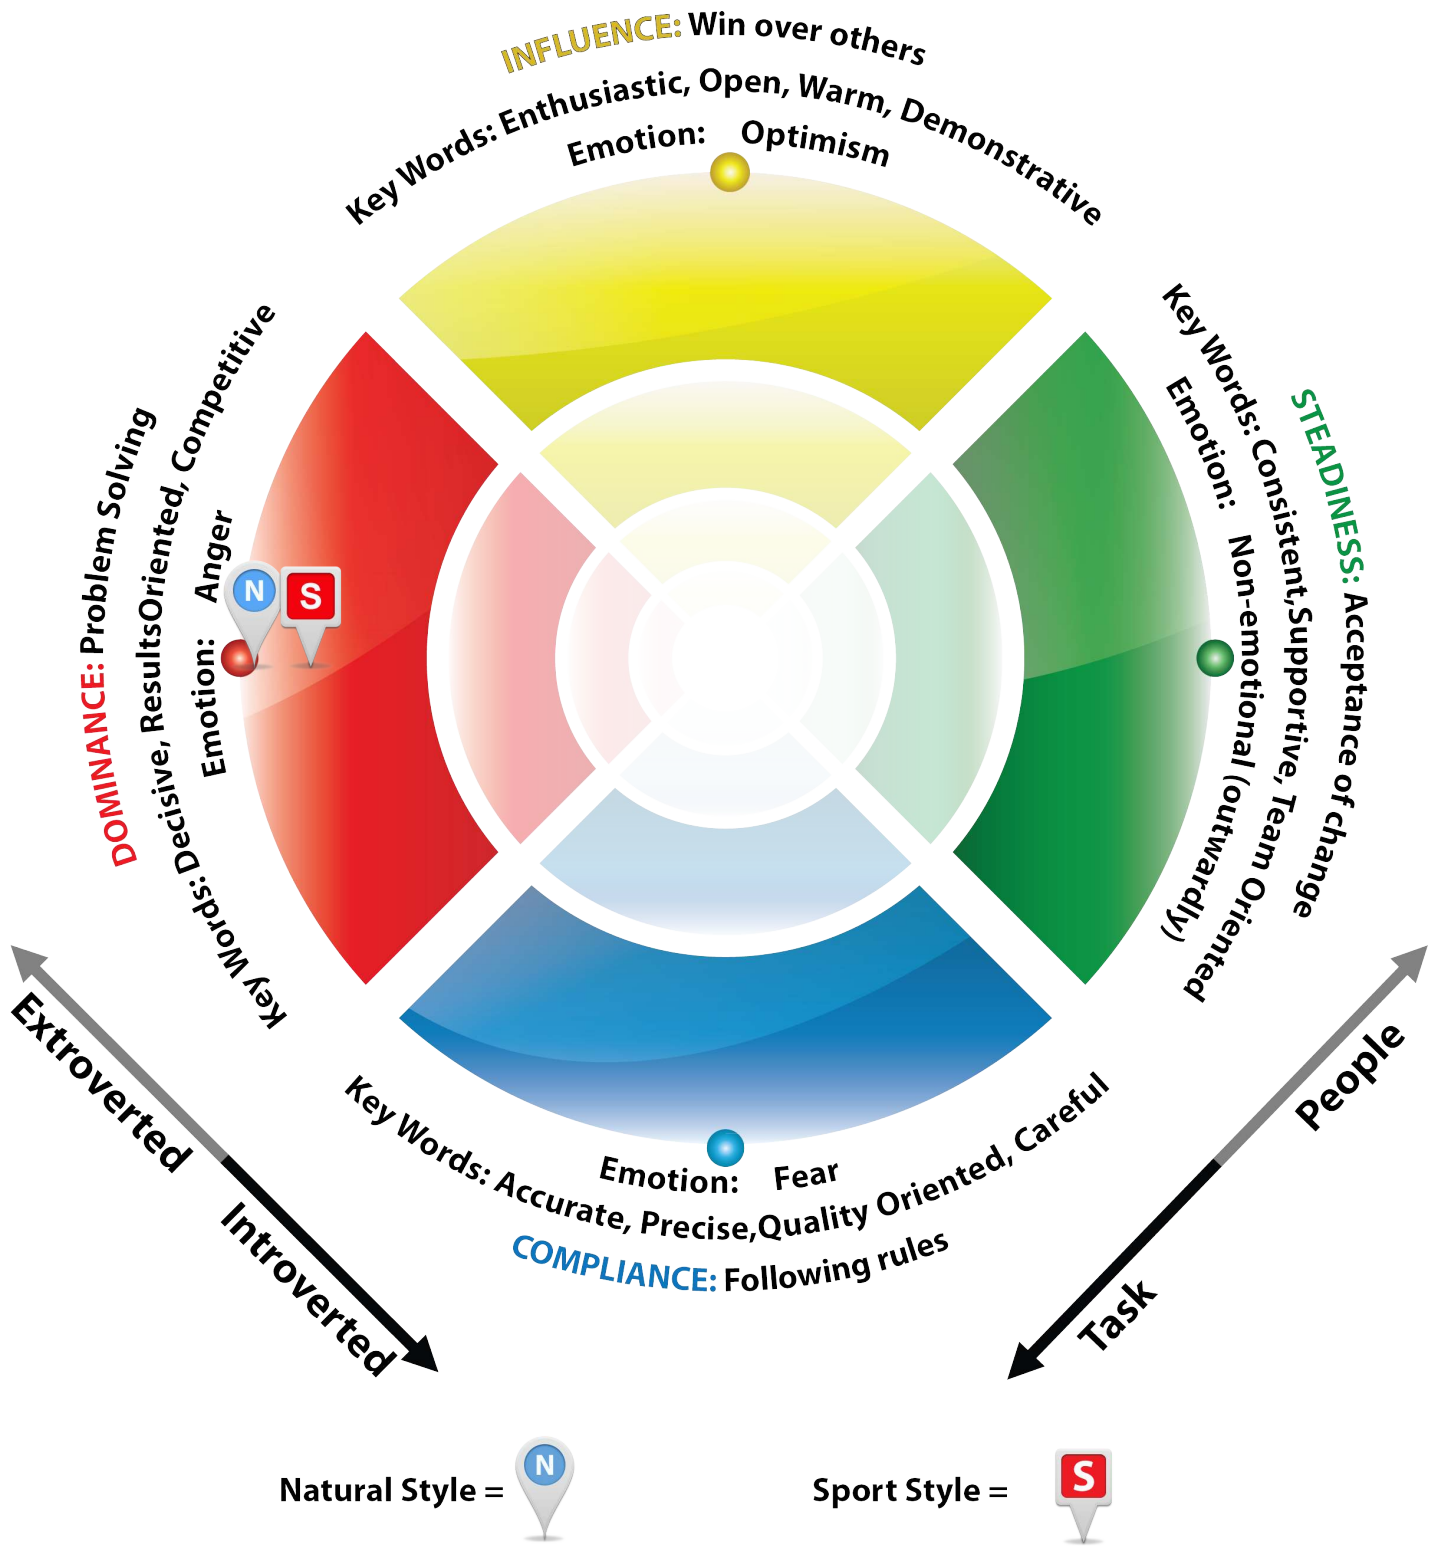 INFLUENCE: Win over others
Key Words: Enthusiastic, Open, Warm, Demonstrative
Emotion: Optimism
DOMINANCE: Problem Solving
Key Words: Decisive, ResultsOriented, Competitive
Emotion: Anger
N
S
Key Words: Consistent,Supportive, Team Oriented
Emotion: Non-emotional (outwardly)
STEADINESS: Acceptance of change
Emotion: Fear
Key Words: Accurate, Precise,Quality Oriented, Careful
COMPLIANCE: Following rules
Extroverted
Introverted
People
Task
Natural Style = N
Sport Style = S